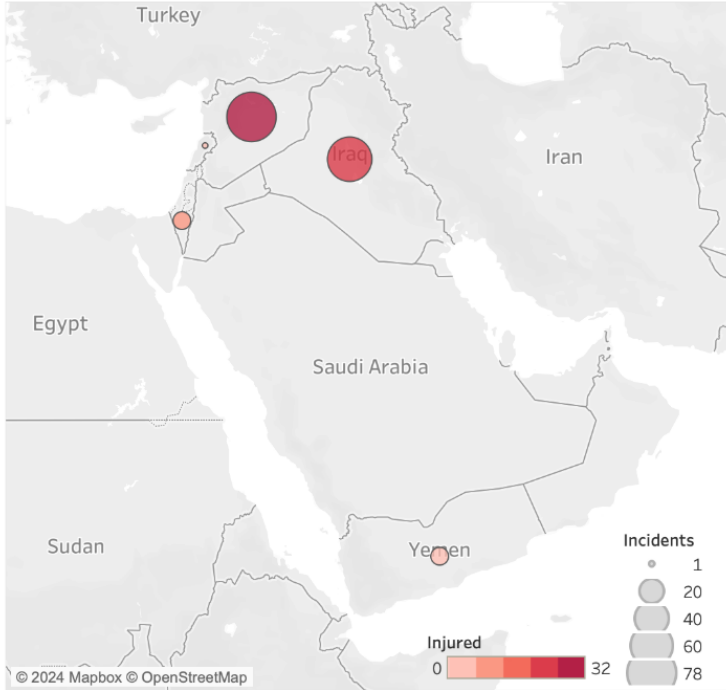 Turkey
Iraq
Iran
Egypt
Saudi Arabia
Sudan
Yemen
Incidents
1
20
40
60
78
Injured
0 32
© 2024 Mapbox © OpenStreetMap